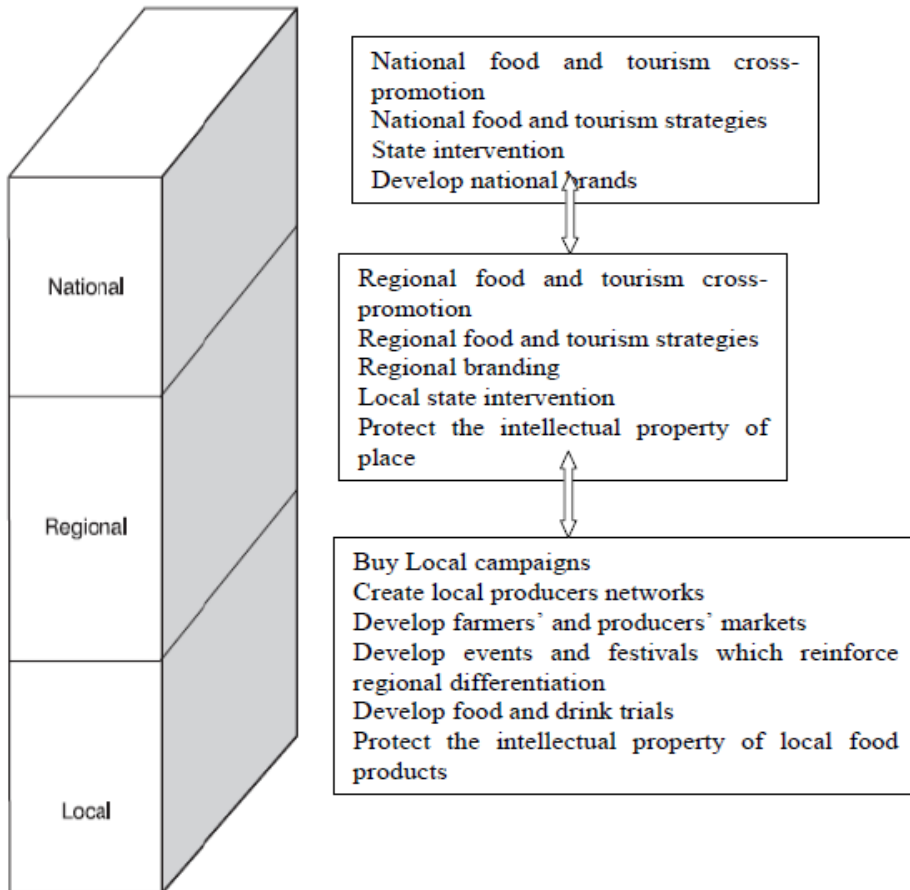 National food and tourism cross-
promotion
National food and tourism strategies
State intervention
Develop national brands
National
Regional food and tourism cross-
promotion
Regional food and tourism strategies
Regional branding
Local state intervention
Protect the intellectual property of
place
Regional
Buy Local campaigns
Create local producers networks
Develop farmers’ and producers’ markets
Develop events and festivals which reinforce
regional differentiation
Develop food and drink trials
Protect the intellectual property of local food
products
Local